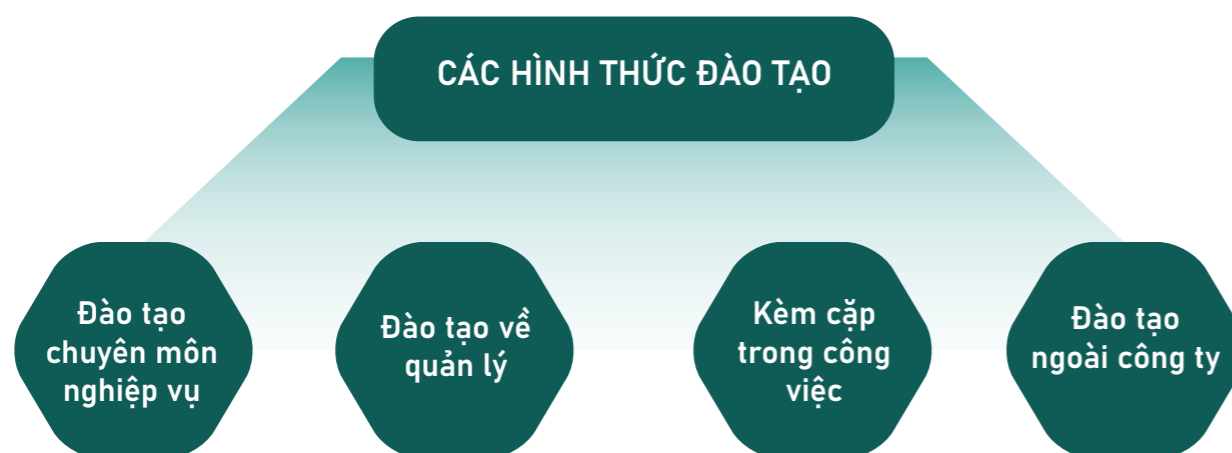 CÁC HÌNH THỨC ĐÀO TẠO
Đào tạo
chuyên môn
nghiệp vụ
Đào tạo về
quản lý
Kèm cặp
trong công
việc
Đào tạo
ngoài công ty